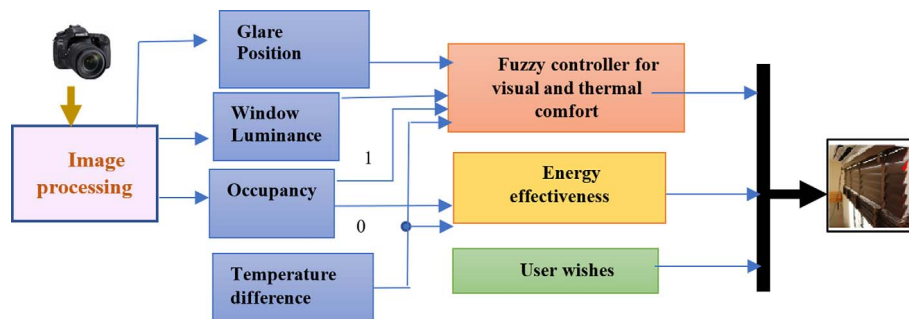 Glare
Position
Fuzzy controller for
visual and thermal
comfort
Window
Luminance
Image
processing
1
Occupancy
Energy
effectiveness
0
Temperature
difference
User wishes